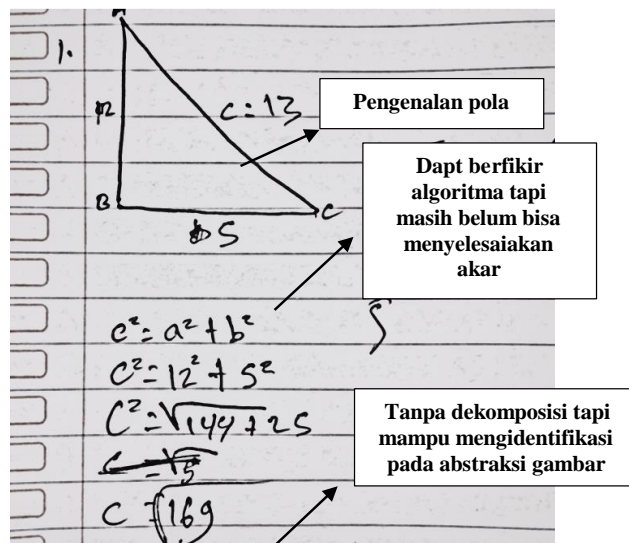 A
1.
12
c = 13
Pengenalan pola
B
5
C
Dapt berfikir
algoritma tapi
masih belum bisa
menyelesaiakan
akar
c² = a² + b²
C² = 12² + 5²
C² = √144 + 25
Tanpa dekomposisi tapi
mampu mengidentifikasi
pada abstraksi gambar
C = 169